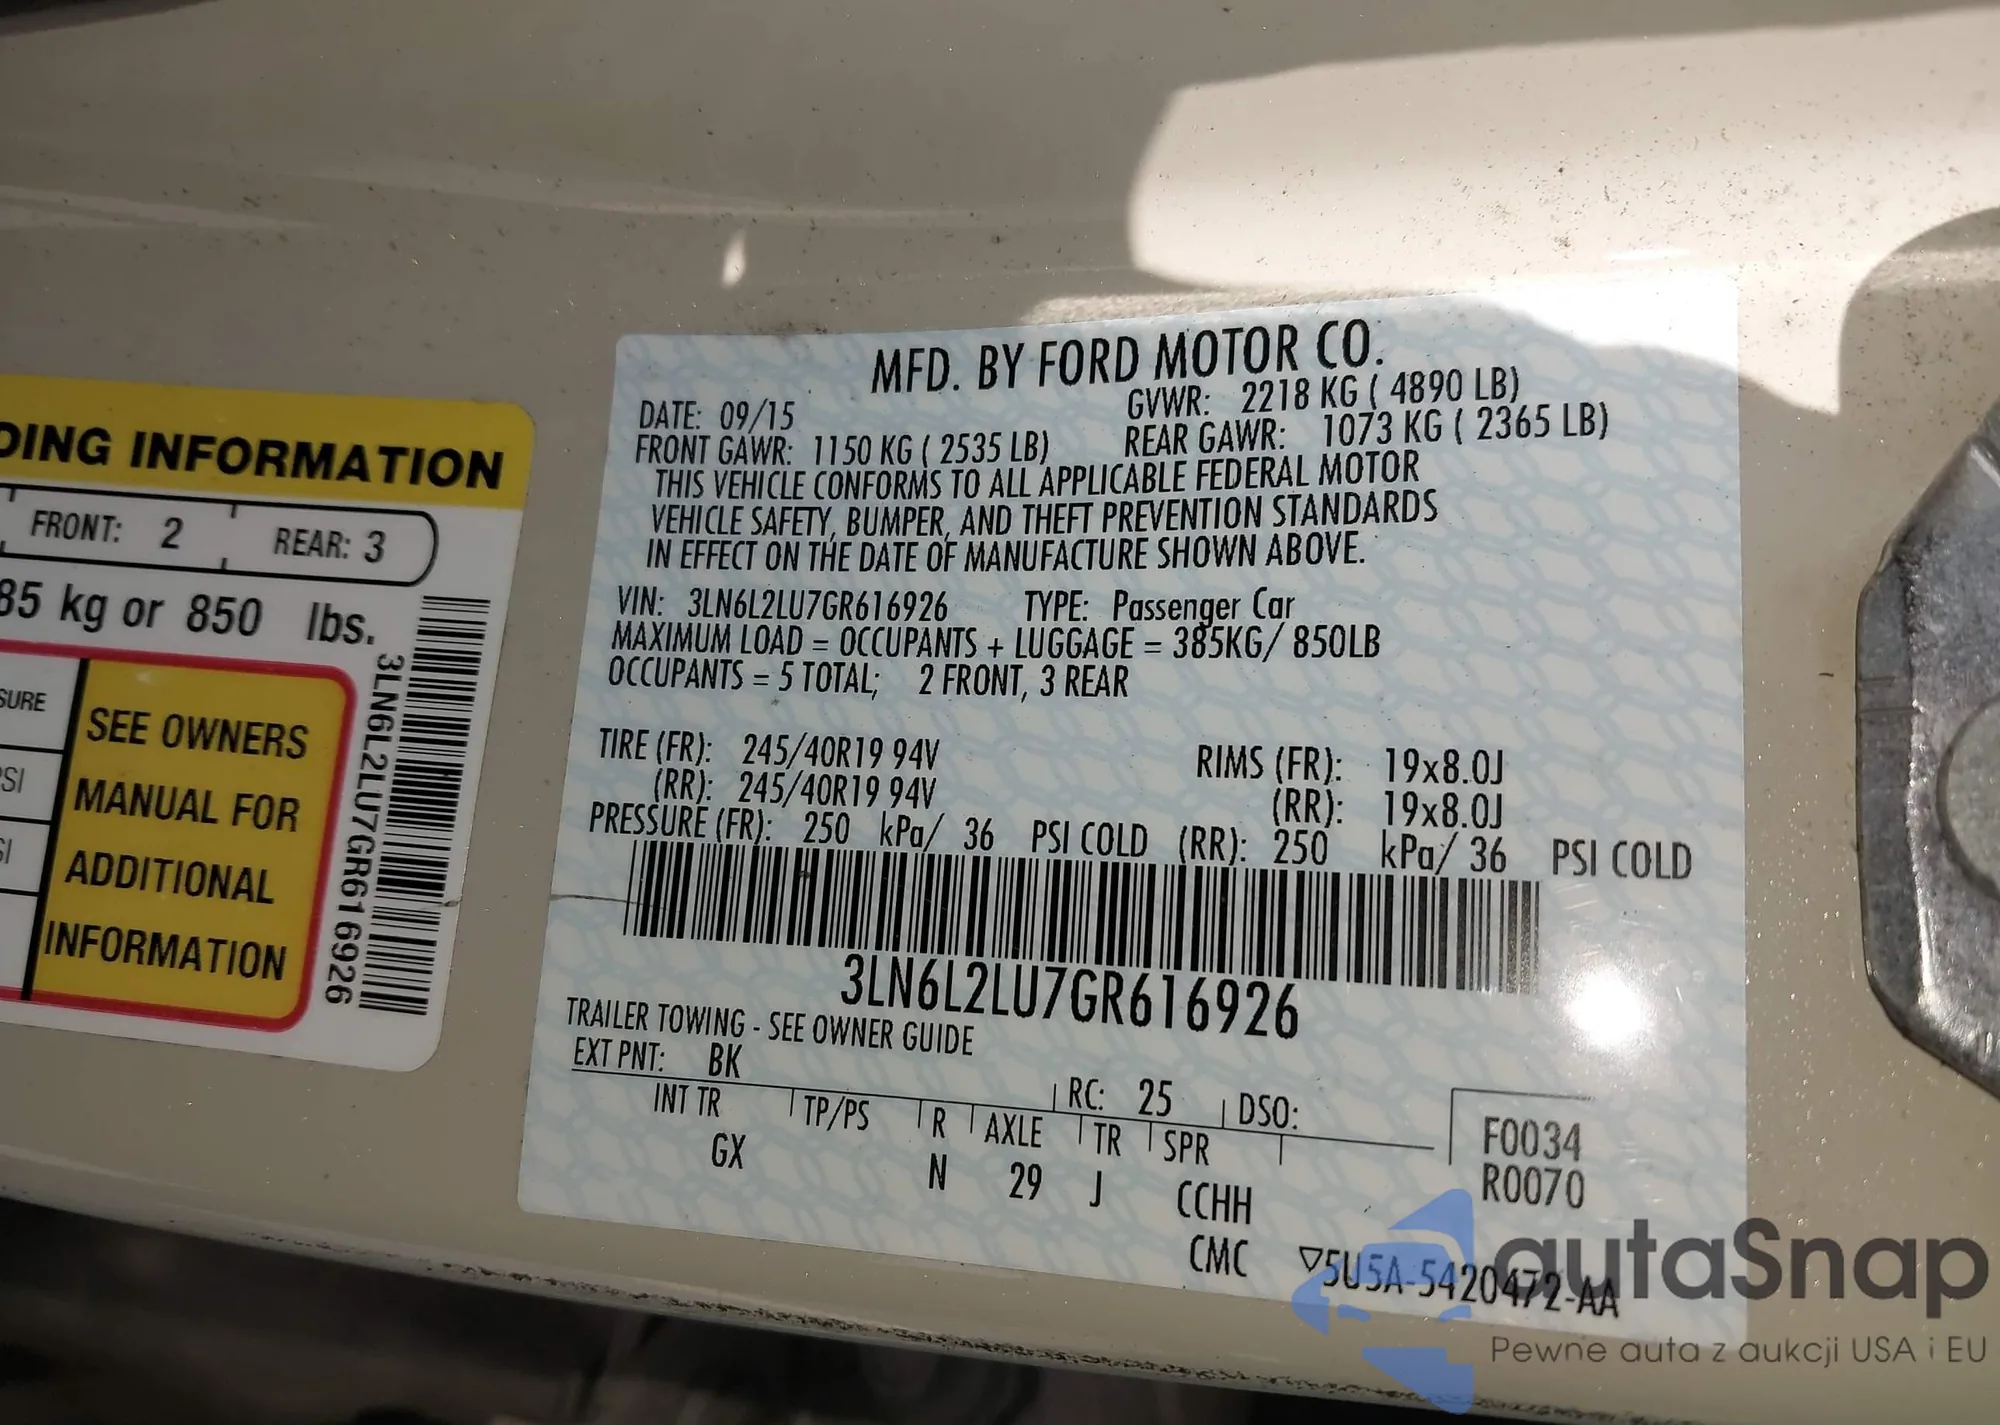 DING INFORMATION
FRONT: 2 REAR: 3
85 kg or 850 lbs.
SURE
PSI
SI
SEE OWNERS
MANUAL FOR
ADDITIONAL
INFORMATION
3LN6L2LU7GR616926
MFD. BY FORD MOTOR CO.
DATE: 09/15 GVWR: 2218 KG ( 4890 LB)
FRONT GAWR: 1150 KG ( 2535 LB) REAR GAWR: 1073 KG ( 2365 LB)
THIS VEHICLE CONFORMS TO ALL APPLICABLE FEDERAL MOTOR
VEHICLE SAFETY, BUMPER, AND THEFT PREVENTION STANDARDS
IN EFFECT ON THE DATE OF MANUFACTURE SHOWN ABOVE.
VIN: 3LN6L2LU7GR616926 TYPE: Passenger Car
MAXIMUM LOAD = OCCUPANTS + LUGGAGE = 385KG/ 850LB
OCCUPANTS = 5 TOTAL; 2 FRONT, 3 REAR
TIRE (FR): 245/40R19 94V RIMS (FR): 19x8.0J
(RR): 245/40R19 94V (RR): 19x8.0J
PRESSURE (FR): 250 kPa/ 36 PSI COLD (RR): 250 kPa/ 36 PSI COLD
3LN6L2LU7GR616926
TRAILER TOWING - SEE OWNER GUIDE
EXT PNT: BK RC: 25 DSO:
INT TR TP/PS R AXLE TR SPR F0034
GX N 29 J CCHH R0070
CMC ▽5U5A-5420472-AA
autaSnap
Pewne auta z aukcji USA i EU